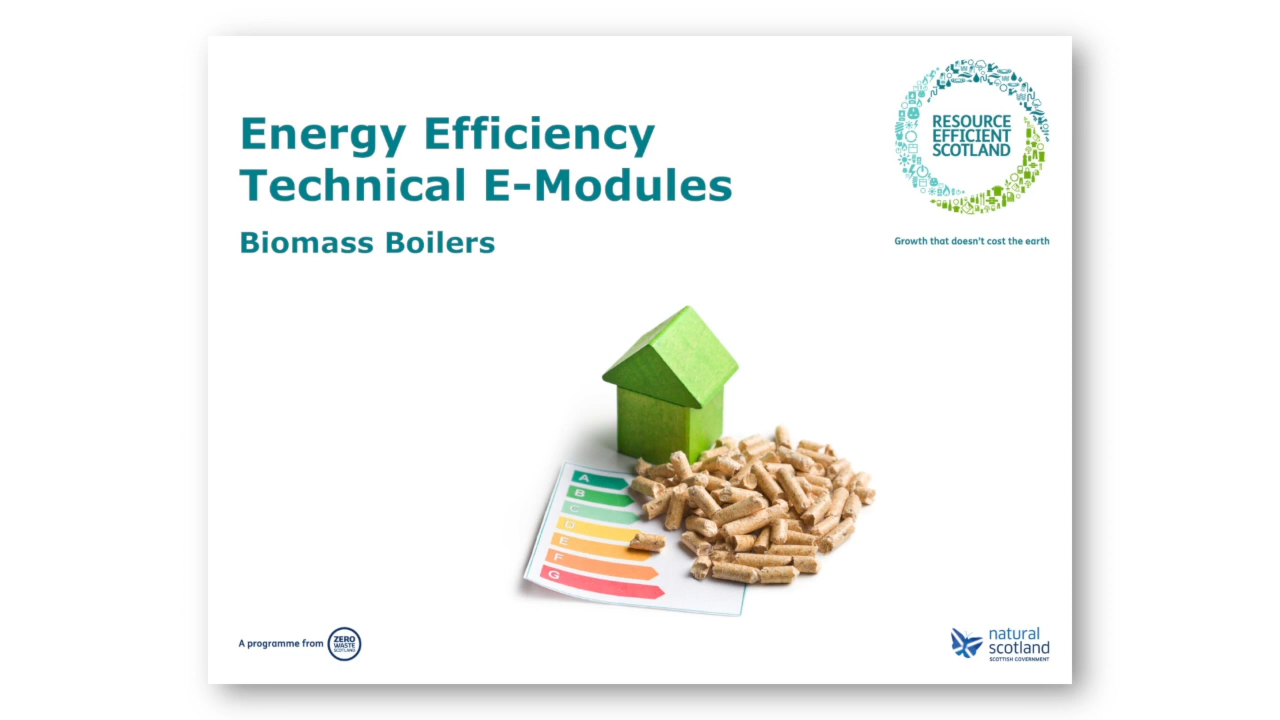 Energy Efficiency
Technical E-Modules
Biomass Boilers
RESOURCE
EFFICIENT
SCOTLAND
Growth that doesn't cost the earth
A
B
C
D
E
F
G
A programme from
ZERO
WASTE
SCOTLAND
natural
scotland
SCOTTISH GOVERNMENT